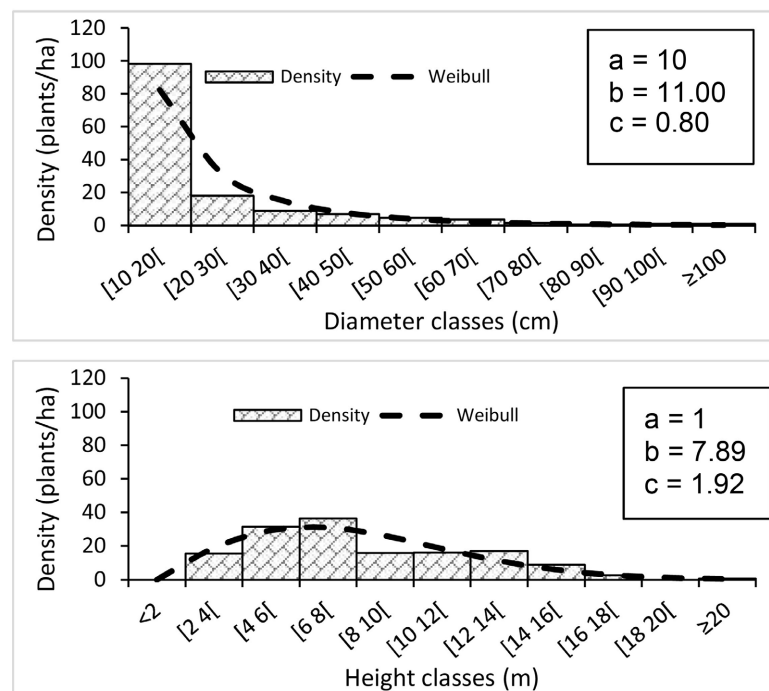 Density (plants/ha)
120
100
80
60
40
20
0
Density Weibull
a = 10
b = 11.00
c = 0.80
[10 20[ [20 30[ [30 40[ [40 50[ [50 60[ [60 70[ [70 80[ [80 90[ [90 100[ ≥100
Diameter classes (cm)
Density (plants/ha)
120
100
80
60
40
20
0
Density Weibull
a = 1
b = 7.89
c = 1.92
<2 [2 4[ [4 6[ [6 8[ [8 10[ [10 12[ [12 14[ [14 16[ [16 18[ [18 20[ ≥20
Height classes (m)